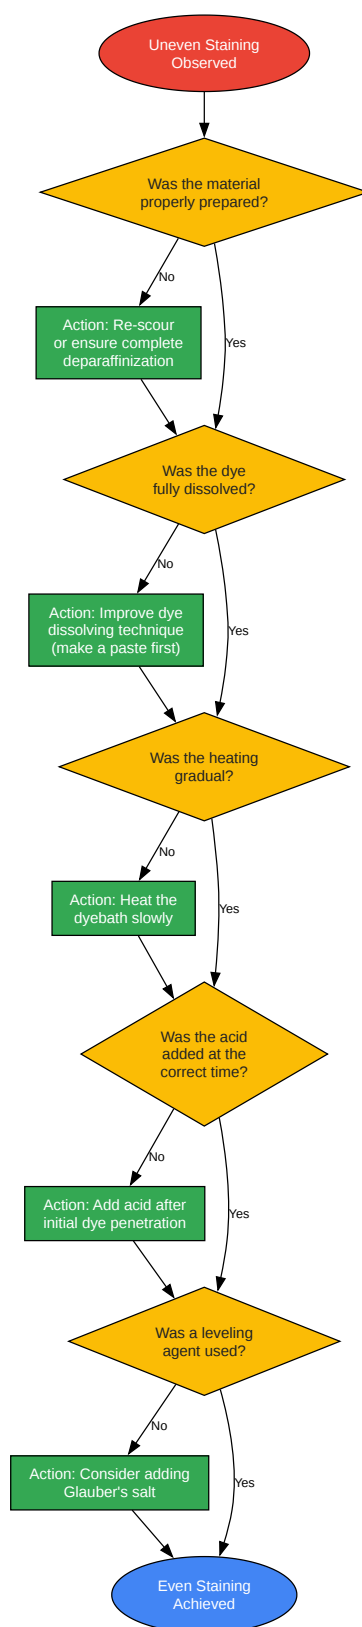 Uneven Staining
Observed
Was the material
properly prepared?
No
Action: Re-scour
or ensure complete
deparaffinization
Yes
Was the dye
fully dissolved?
No
Action: Improve dye
dissolving technique
(make a paste first)
Yes
Was the heating
gradual?
No
Action: Heat the
dyebath slowly
Yes
Was the acid
added at the
correct time?
No
Action: Add acid after
initial dye penetration
Yes
Was a leveling
agent used?
No
Action: Consider adding
Glauber's salt
Yes
Even Staining
Achieved